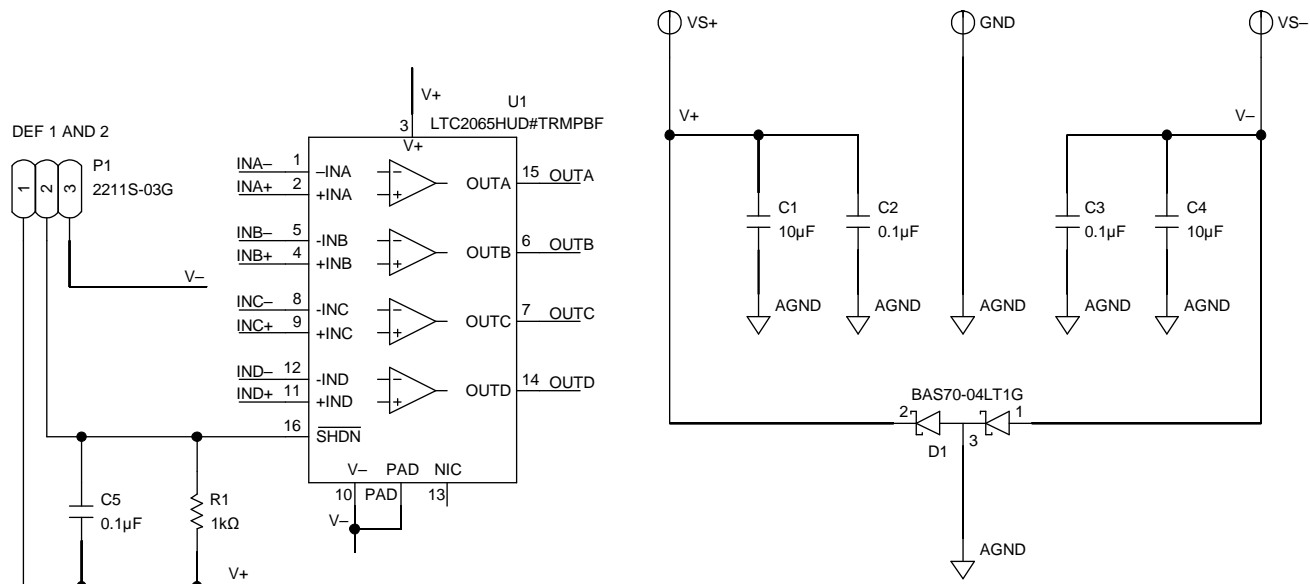 VS+
GND
VS–
V+
U1
LTC2065HUD#TRMPBF
DEF 1 AND 2
P1
2211S-03G
1
2
3
V–
3
V+
INA– 1 –INA
INA+ 2 +INA
OUTA 15 OUTA
INB– 5 -INB
INB+ 4 +INB
OUTB 6 OUTB
INC– 8 -INC
INC+ 9 +INC
OUTC 7 OUTC
IND– 12 -IND
IND+ 11 +IND
OUTD 14 OUTD
16 SHDN
V– PAD NIC
10 PAD 13
V–
C5
0.1µF
R1
1kΩ
V+
V+
V–
C1
10µF
C2
0.1µF
C3
0.1µF
C4
10µF
AGND
AGND
AGND
AGND
AGND
BAS70-04LT1G
2
1
3
D1
AGND